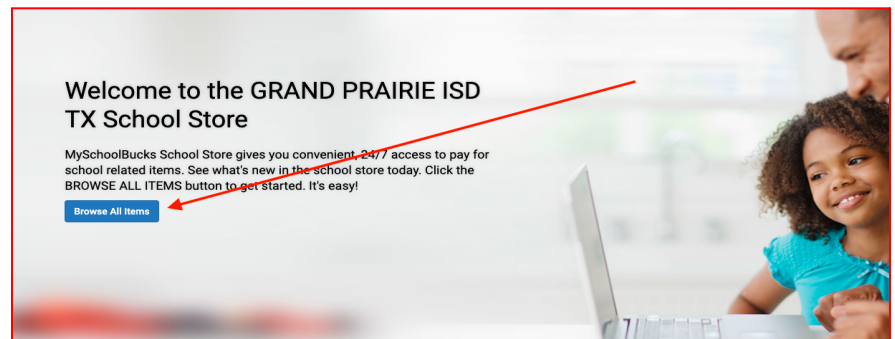 Welcome to the GRAND PRAIRIE ISD
TX School Store
MySchoolBucks School Store gives you convenient, 24/7 access to pay for
school related items. See what's new in the school store today. Click the
BROWSE ALL ITEMS button to get started. It's easy!
Browse All Items